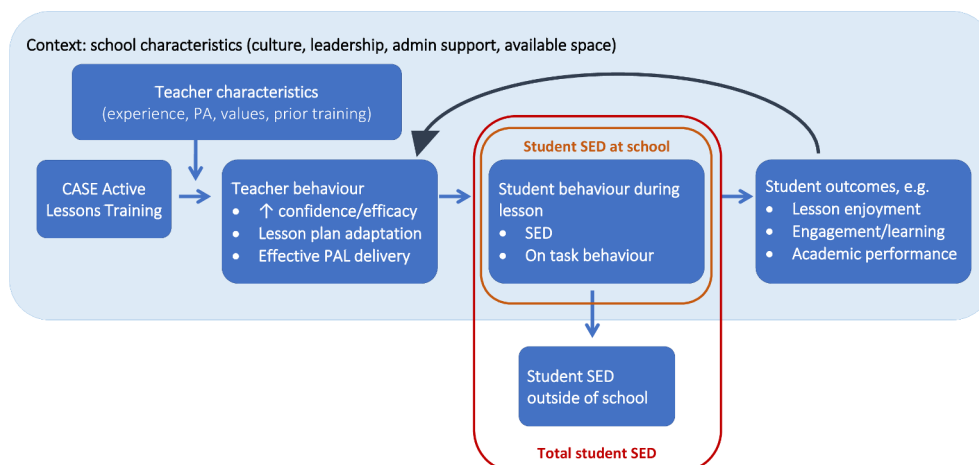 Context: school characteristics (culture, leadership, admin support, available space)
Teacher characteristics
(experience, PA, values, prior training)
CASE Active
Lessons Training
Teacher behaviour
• ↑ confidence/efficacy
• Lesson plan adaptation
• Effective PAL delivery
Student SED at school
Student behaviour during
lesson
• SED
• On task behaviour
Student outcomes, e.g.
• Lesson enjoyment
• Engagement/learning
• Academic performance
Student SED
outside of school
Total student SED